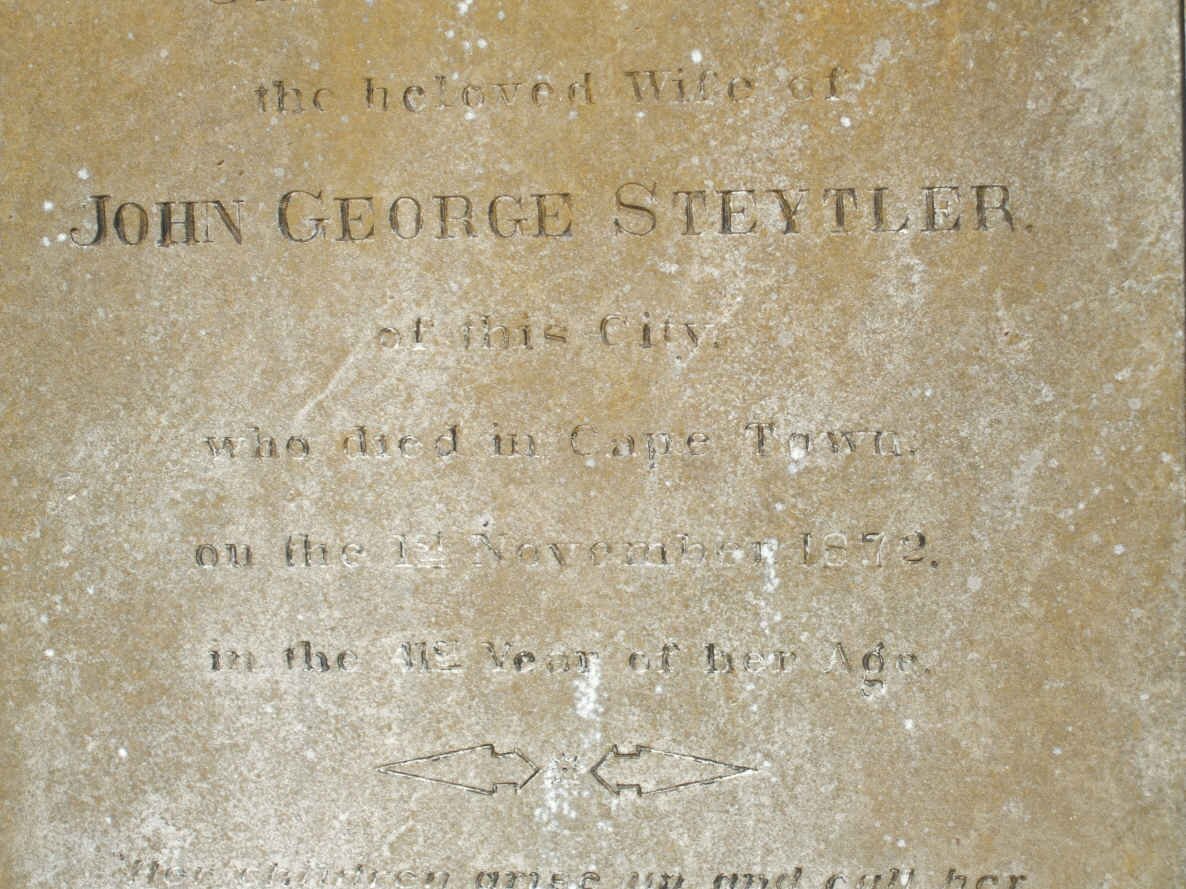 the beloved Wife of
JOHN GEORGE STEYTLER.
of this City.
who died in Cape Town.
on the 1st November 1872.
in the Year of her Age.
Her children arise up and call her